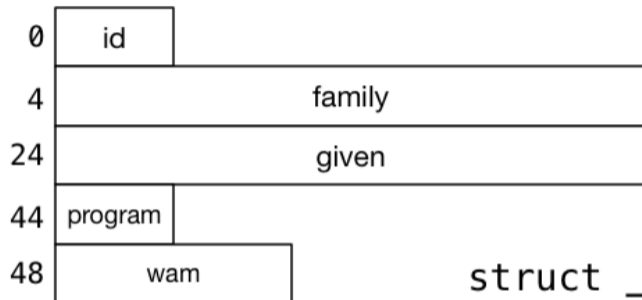 0 id
4 family
24 given
44 program
48 wam struct _